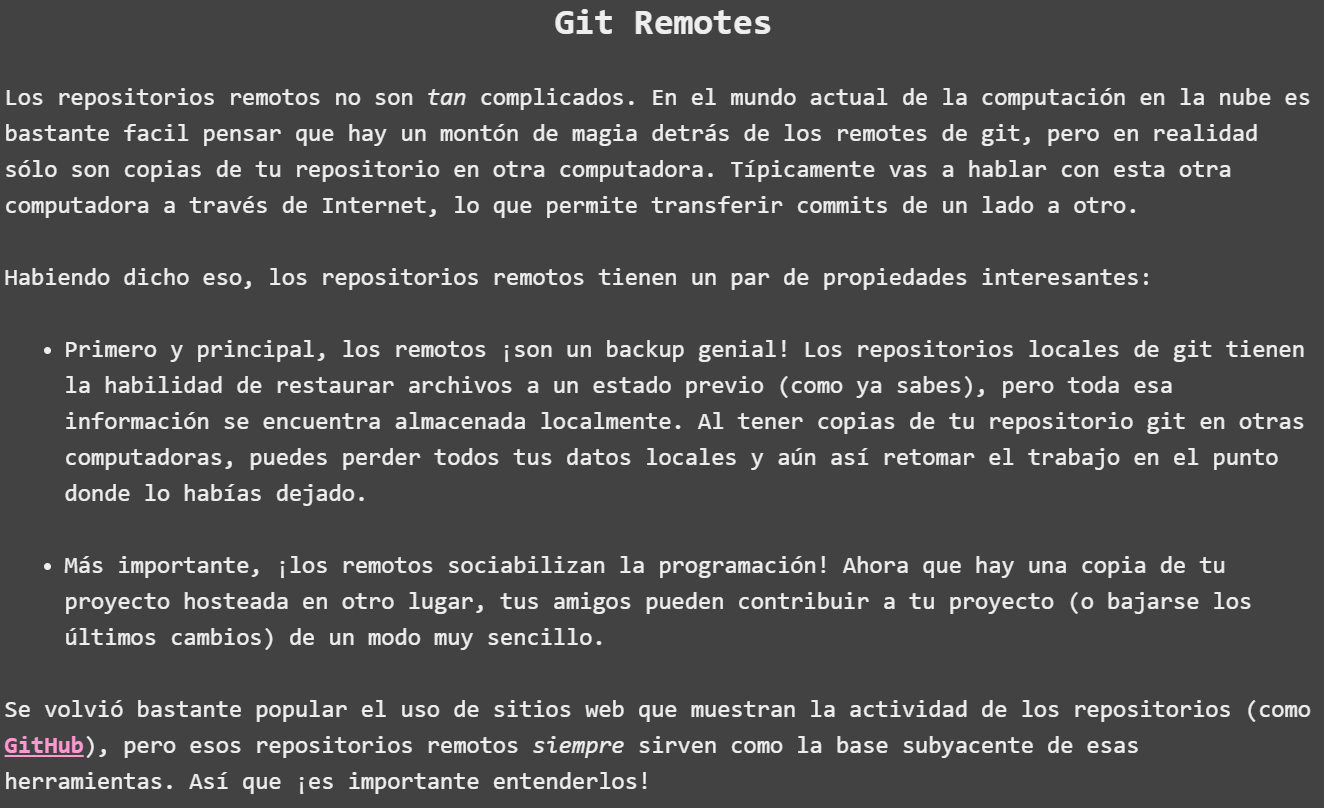 Git Remotes
Los repositorios remotos no son tan complicados. En el mundo actual de la computación en la nube es
bastante facil pensar que hay un montón de magia detrás de los remotes de git, pero en realidad
sólo son copias de tu repositorio en otra computadora. Típicamente vas a hablar con esta otra
computadora a través de Internet, lo que permite transferir commits de un lado a otro.
Habiendo dicho eso, los repositorios remotos tienen un par de propiedades interesantes:
• Primero y principal, los remotos ¡son un backup genial! Los repositorios locales de git tienen
la habilidad de restaurar archivos a un estado previo (como ya sabes), pero toda esa
información se encuentra almacenada localmente. Al tener copias de tu repositorio git en otras
computadoras, puedes perder todos tus datos locales y aún así retomar el trabajo en el punto
donde lo habías dejado.
• Más importante, ¡los remotos sociabilizan la programación! Ahora que hay una copia de tu
proyecto hosteada en otro lugar, tus amigos pueden contribuir a tu proyecto (o bajarse los
últimos cambios) de un modo muy sencillo.
Se volvió bastante popular el uso de sitios web que muestran la actividad de los repositorios (como
GitHub), pero esos repositorios remotos siempre sirven como la base subyacente de esas
herramientas. Así que ¡es importante entenderlos!